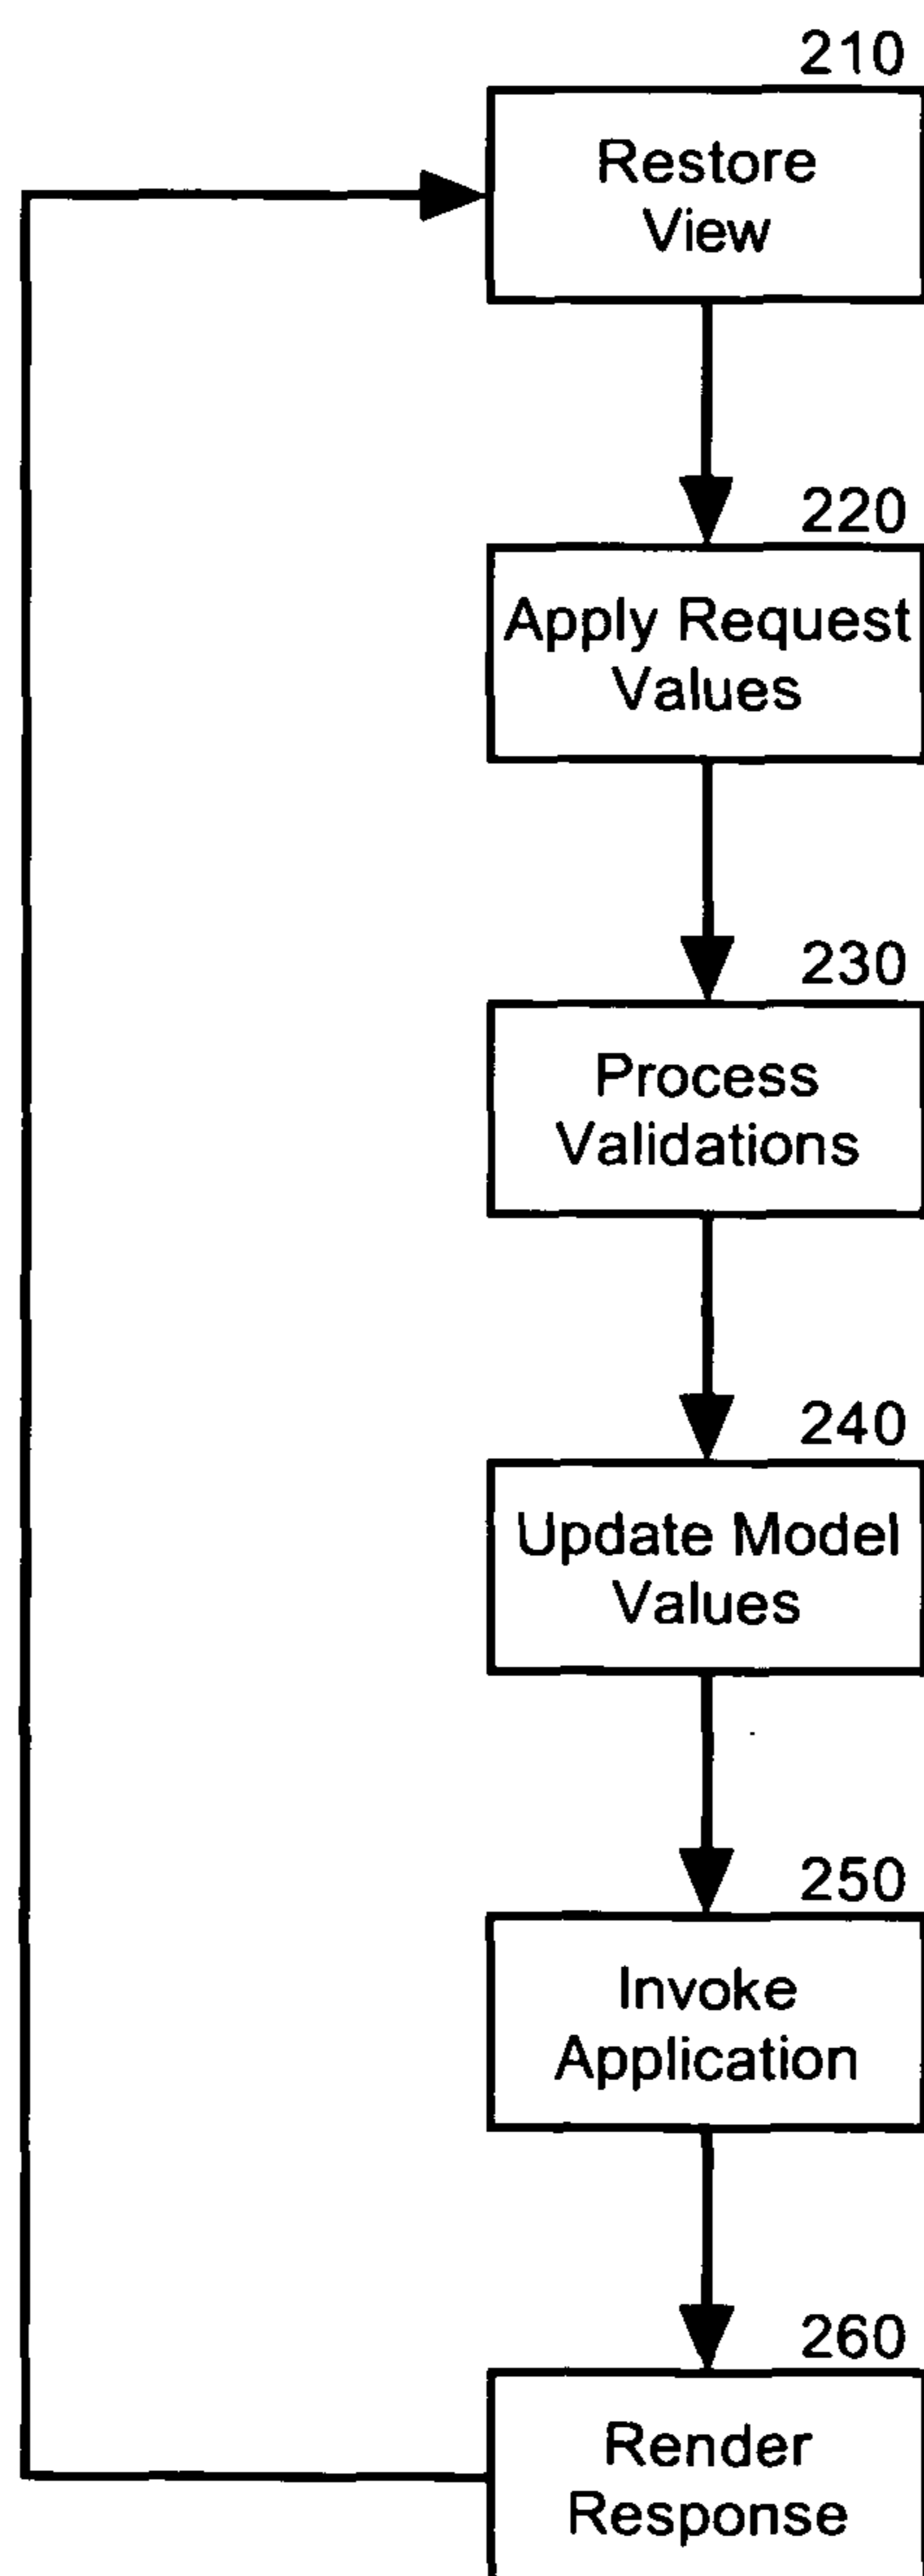 210
Restore
View
220
Apply Request
Values
230
Process
Validations
240
Update Model
Values
250
Invoke
Application
260
Render
Response